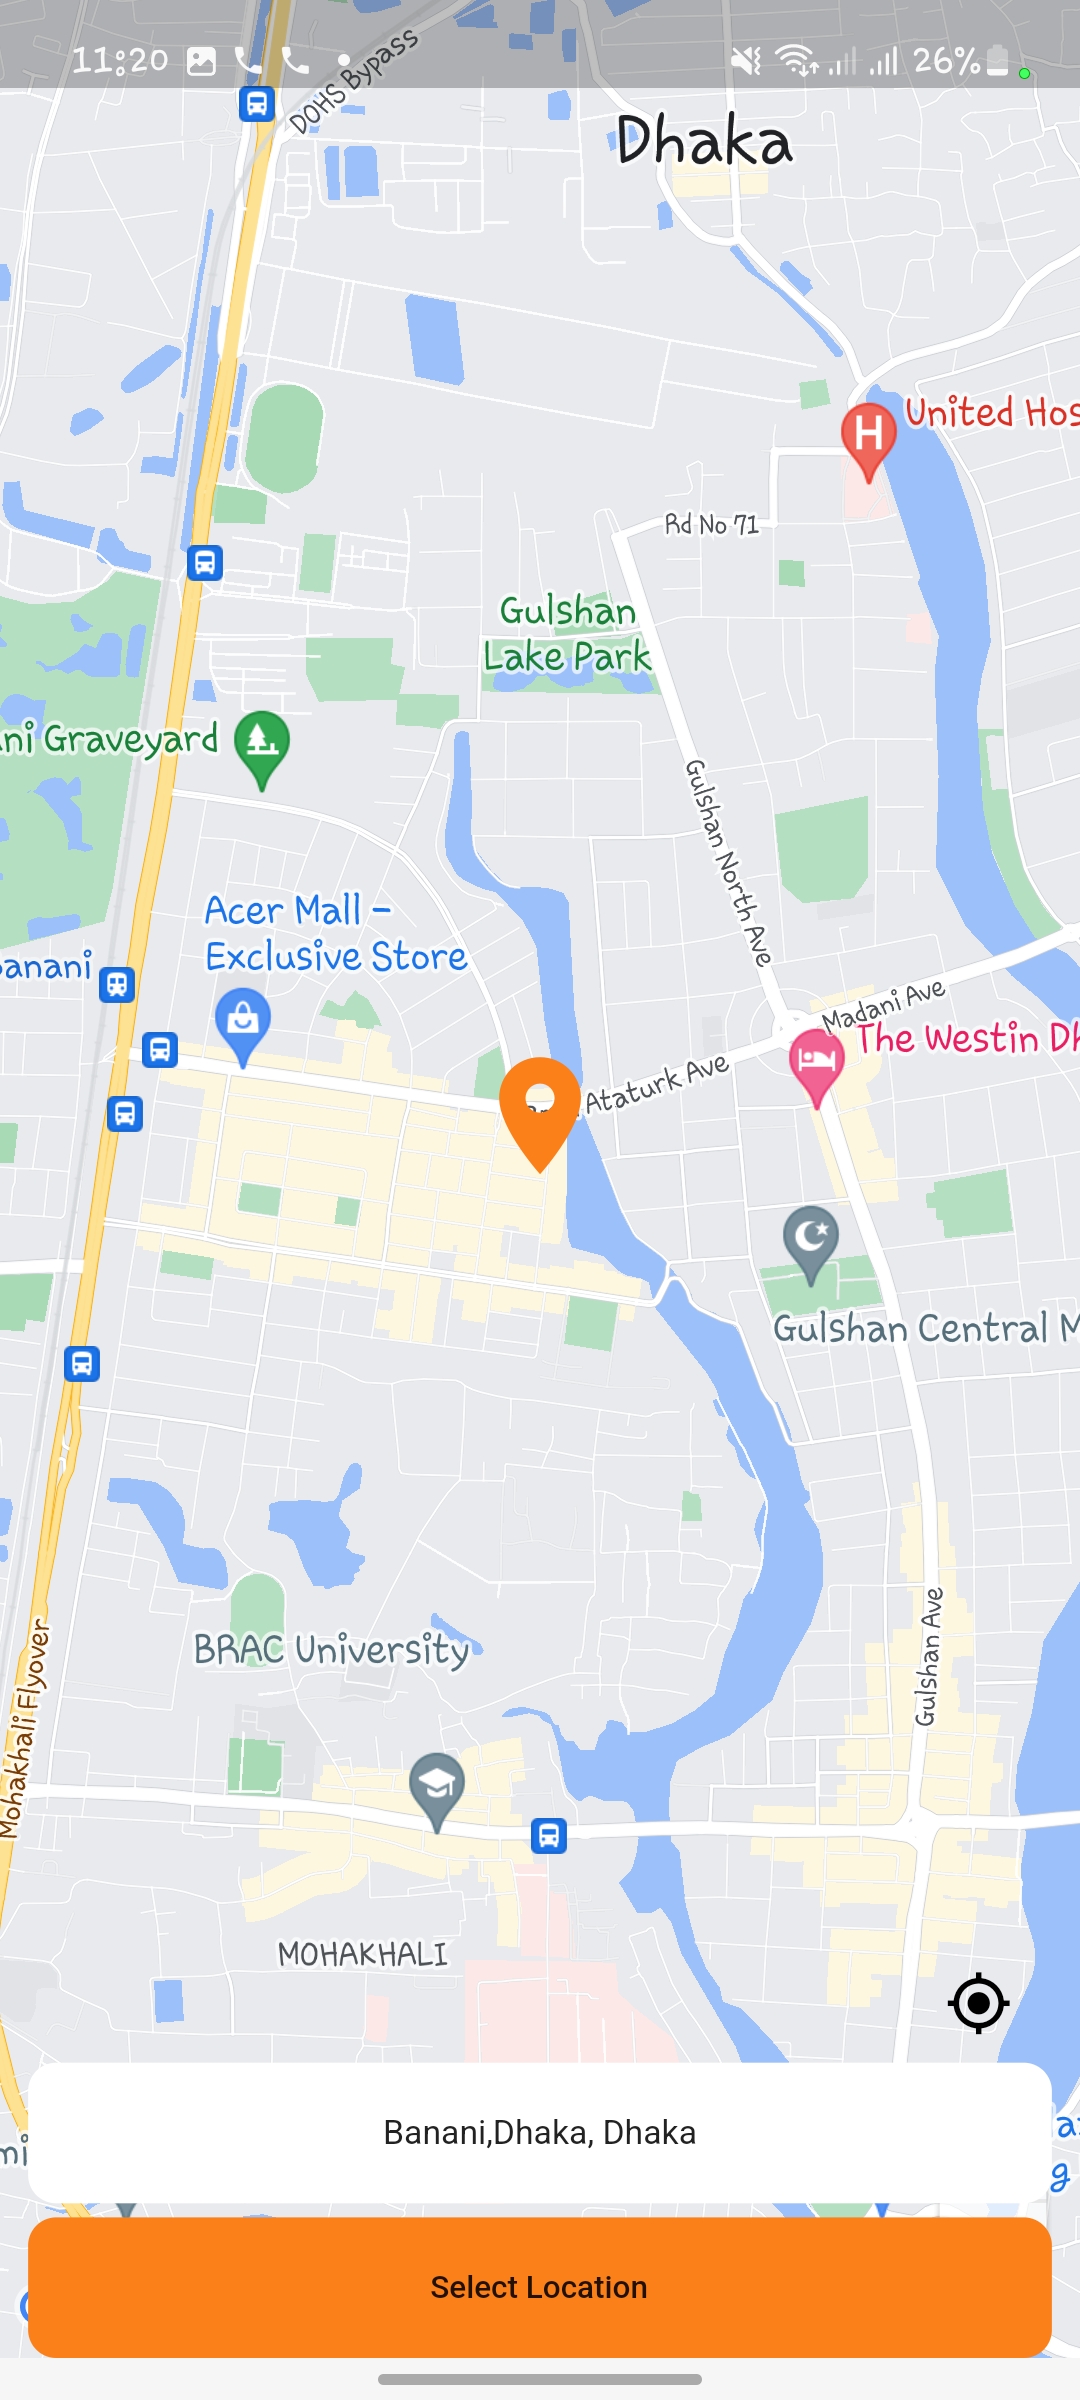 11:20
26%
DOHS Bypass
Dhaka
United Hos
H
Rd No 71
Gulshan
Lake Park
ni Graveyard
Gulshan North Ave
Acer Mall -
Exclusive Store
anani
Madani Ave
The Westin Dh
Ataturk Ave
Gulshan Central M
BRAC University
Gulshan Ave
Mohakhali Flyover
MOHAKHALI
mi
g
Banani,Dhaka, Dhaka
Select Location